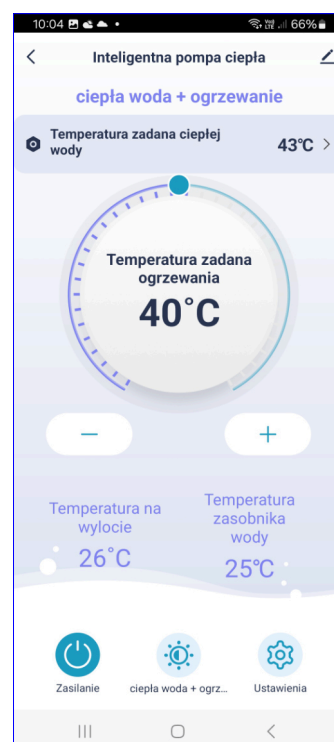 10:04
66%
Inteligentna pompa ciepła
ciepła woda + ogrzewanie
Temperatura zadana ciepłej
wody
43℃
Temperatura zadana
ogrzewania
40°C
Temperatura na
wylocie
26°C
Temperatura
zasobnika
wody
25℃
Zasilanie
ciepła woda + ogrz...
Ustawienia